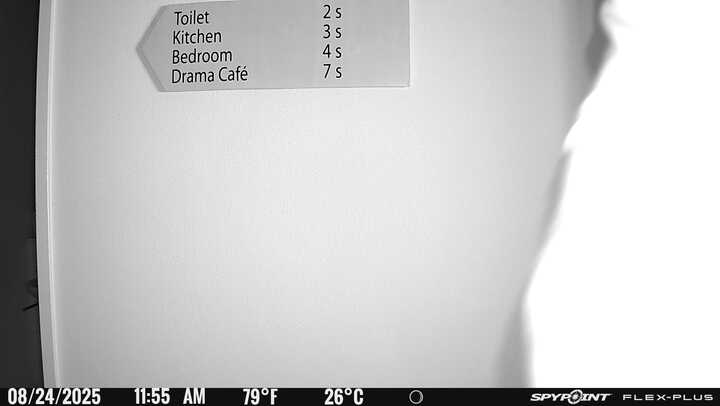 Toilet 2 s
Kitchen 3 s
Bedroom 4 s
Drama Café 7 s
08/24/2025 11:55 AM 79°F 26°C SPYPOINT FLEX-PLUS